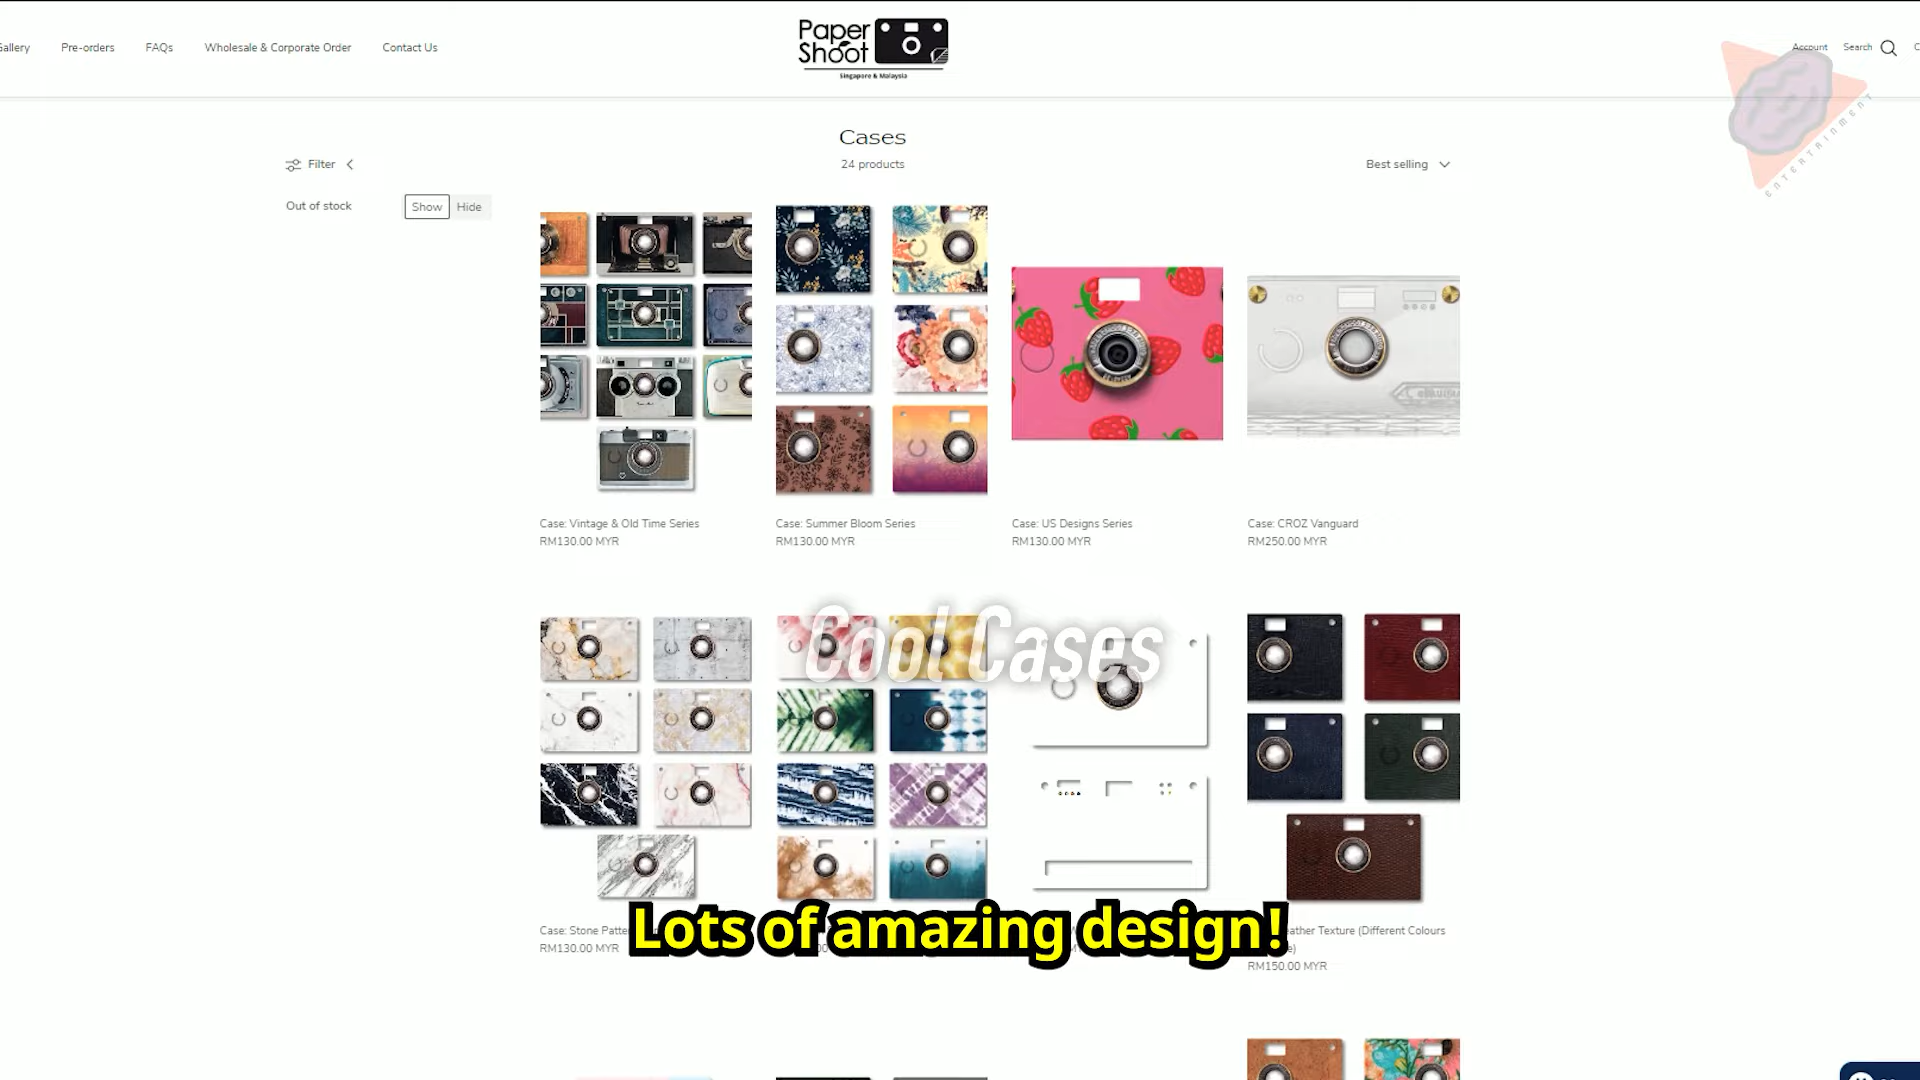 Gallery
Pre-orders
FAQs
Wholesale & Corporate Order
Contact Us
Paper
Shoot
Singapore & Malaysia
Account
Search
ENTERTAINMENT
Cases
24 products
Filter
Best selling
Out of stock
Show
Hide
Case: Vintage & Old Time Series
RM130.00 MYR
Case: Summer Bloom Series
RM130.00 MYR
Case: US Designs Series
RM130.00 MYR
Case: CROZ Vanguard
RM250.00 MYR
Cool Cases
Case: Stone
RM130.00 MYR
Texture (Different Colours
RM150.00 MYR
Lots of amazing design!